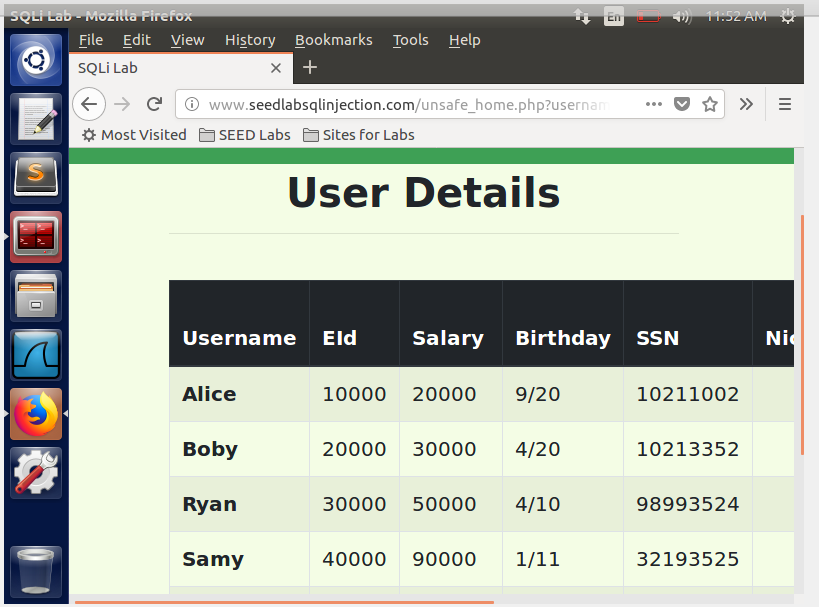 SQLi Lab - Mozilla Firefox En 11:52 AM
File Edit View History Bookmarks Tools Help
SQLi Lab
www.seedlabsqlinjection.com/unsafe_home.php?usernam
Most Visited SEED Labs Sites for Labs
User Details
Username EId Salary Birthday SSN Nic
Alice 10000 20000 9/20 10211002
Boby 20000 30000 4/20 10213352
Ryan 30000 50000 4/10 98993524
Samy 40000 90000 1/11 32193525